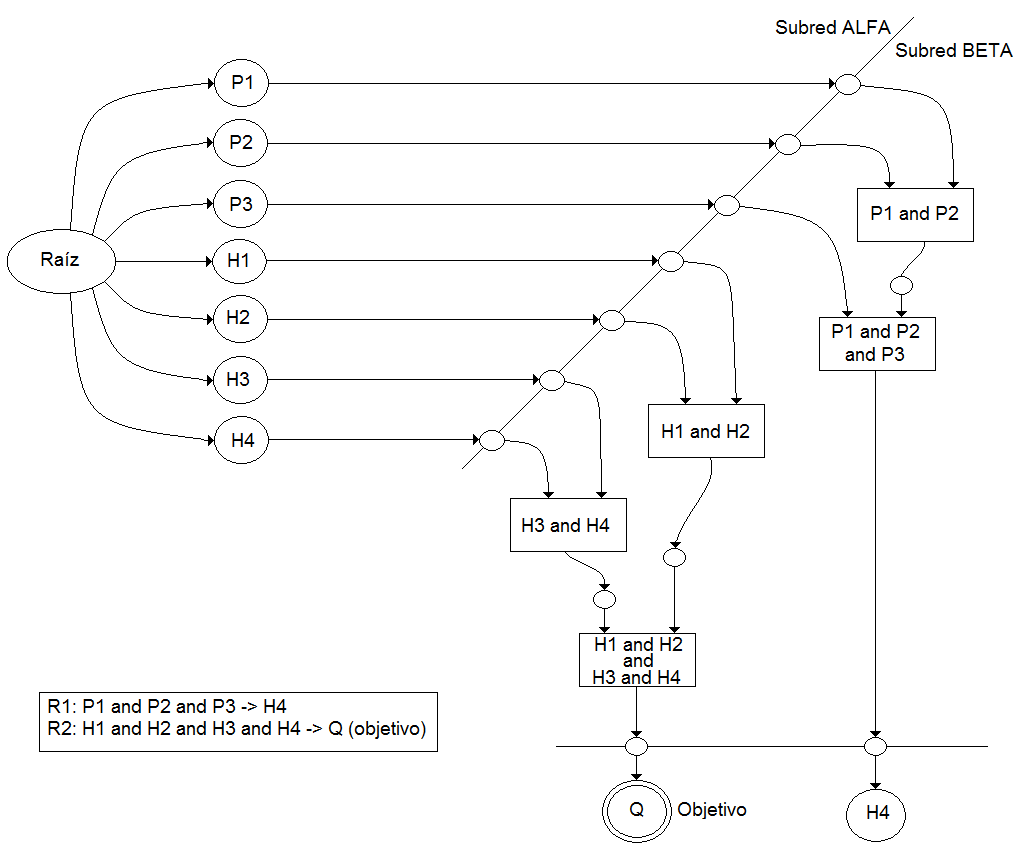 Subred ALFA
Subred BETA
P1
P2
P3
P1 and P2
Raíz
H1
H2
P1 and P2
and P3
H3
H4
H1 and H2
H3 and H4
H1 and H2
and
H3 and H4
R1: P1 and P2 and P3 -> H4
R2: H1 and H2 and H3 and H4 -> Q (objetivo)
Q
Objetivo
H4